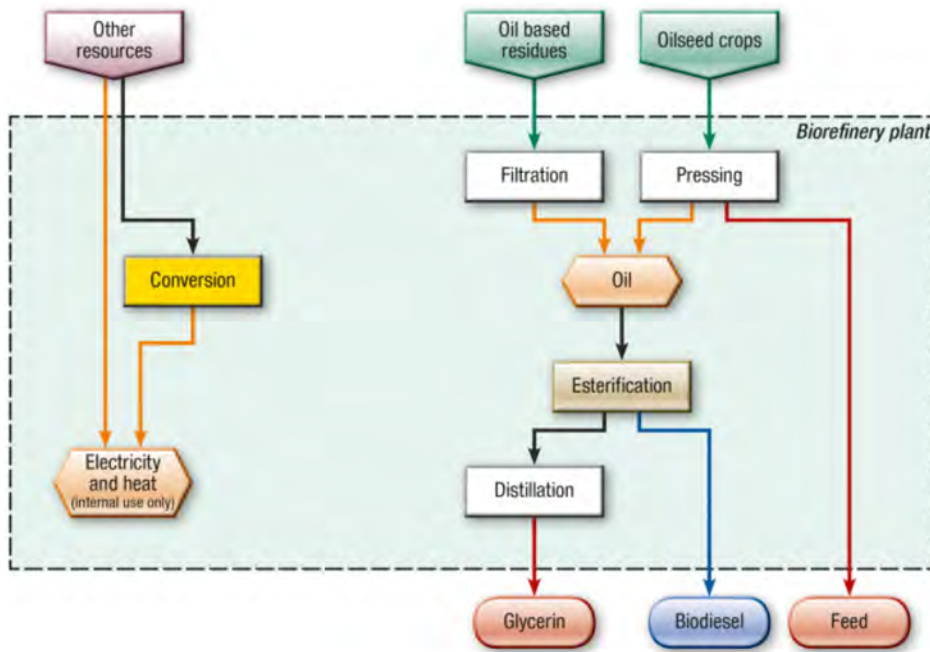 Other
resources
Oil based
residues
Oilseed crops
Biorefinery plant
Filtration
Pressing
Conversion
Oil
Esterification
Electricity
and heat
(internal use only)
Distillation
Glycerin
Biodiesel
Feed